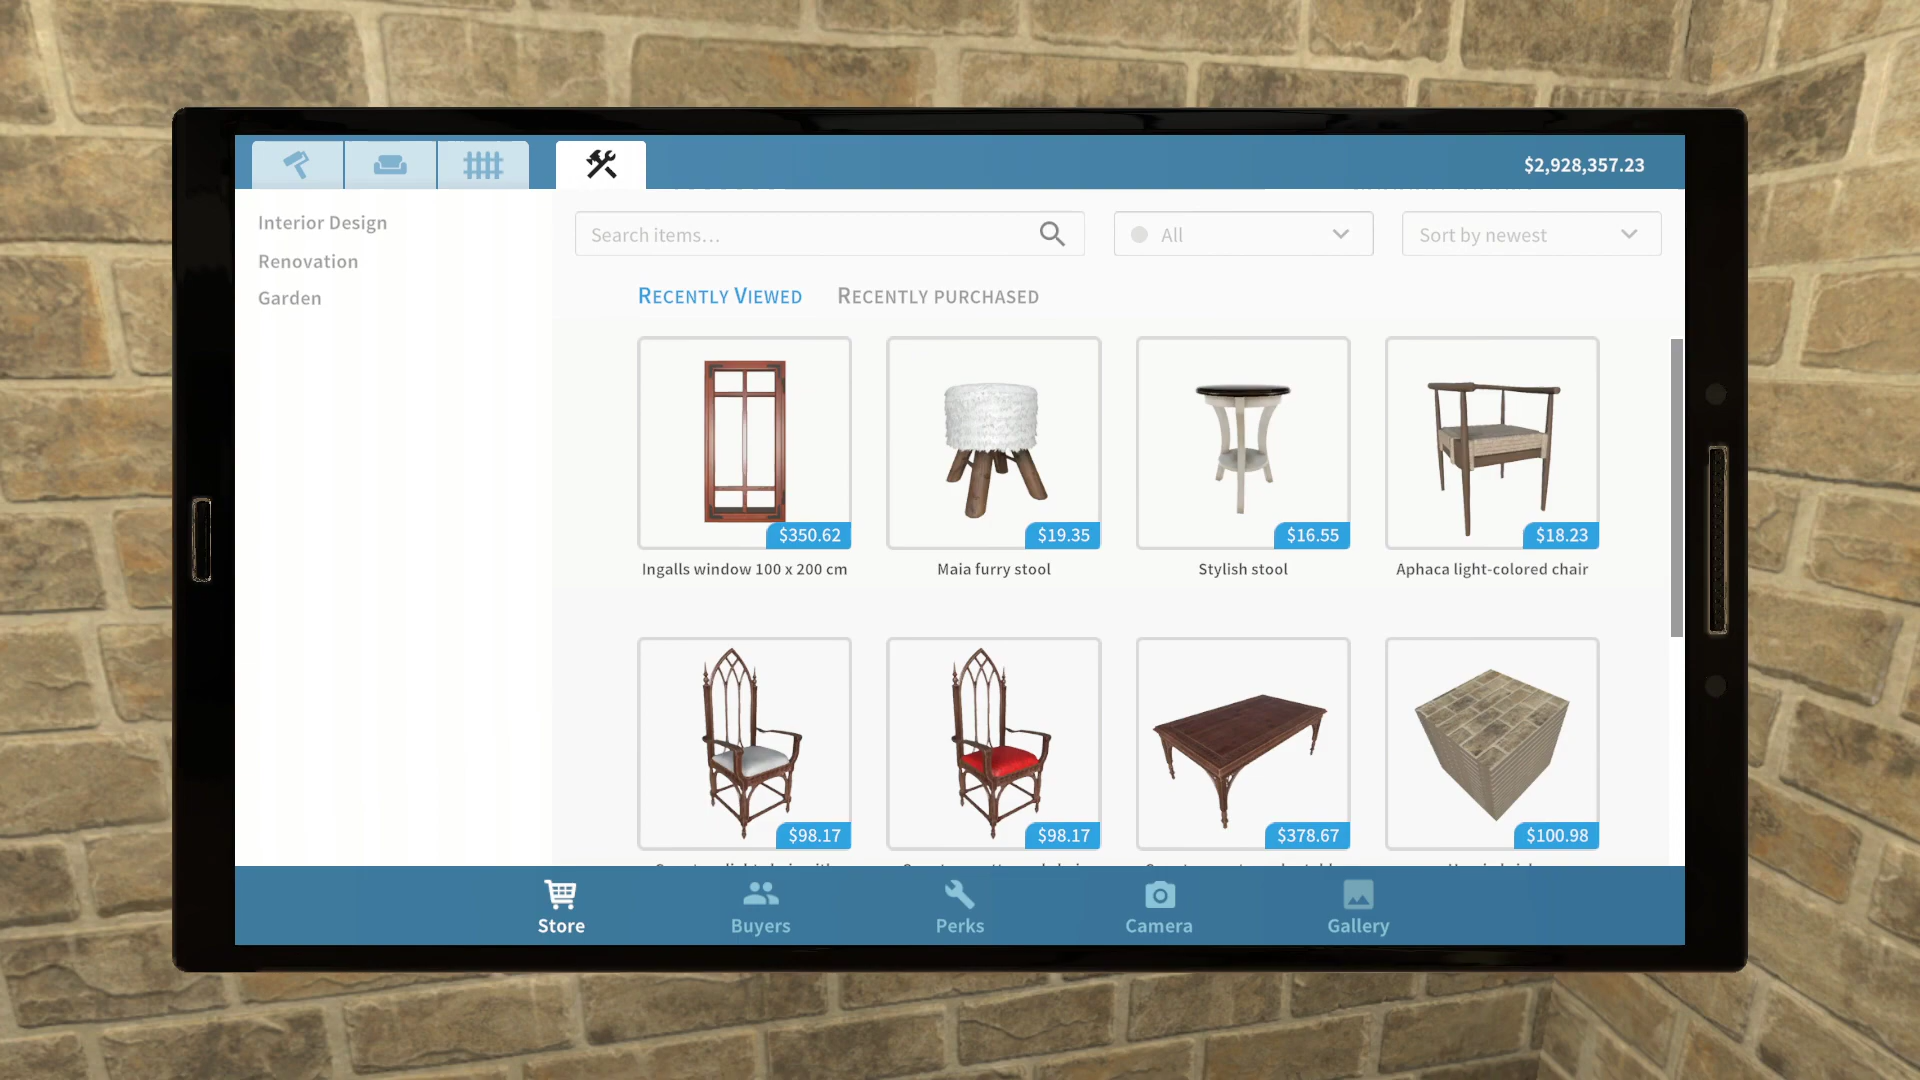 $2,928,357.23
Interior Design
Renovation
Garden
Search items...
All
Sort by newest
RECENTLY VIEWED
RECENTLY PURCHASED
$350.62
$19.35
$16.55
$18.23
Ingalls window 100 x 200 cm
Maia furry stool
Stylish stool
Aphaca light-colored chair
$98.17
$98.17
$378.67
$100.98
Store
Buyers
Perks
Camera
Gallery